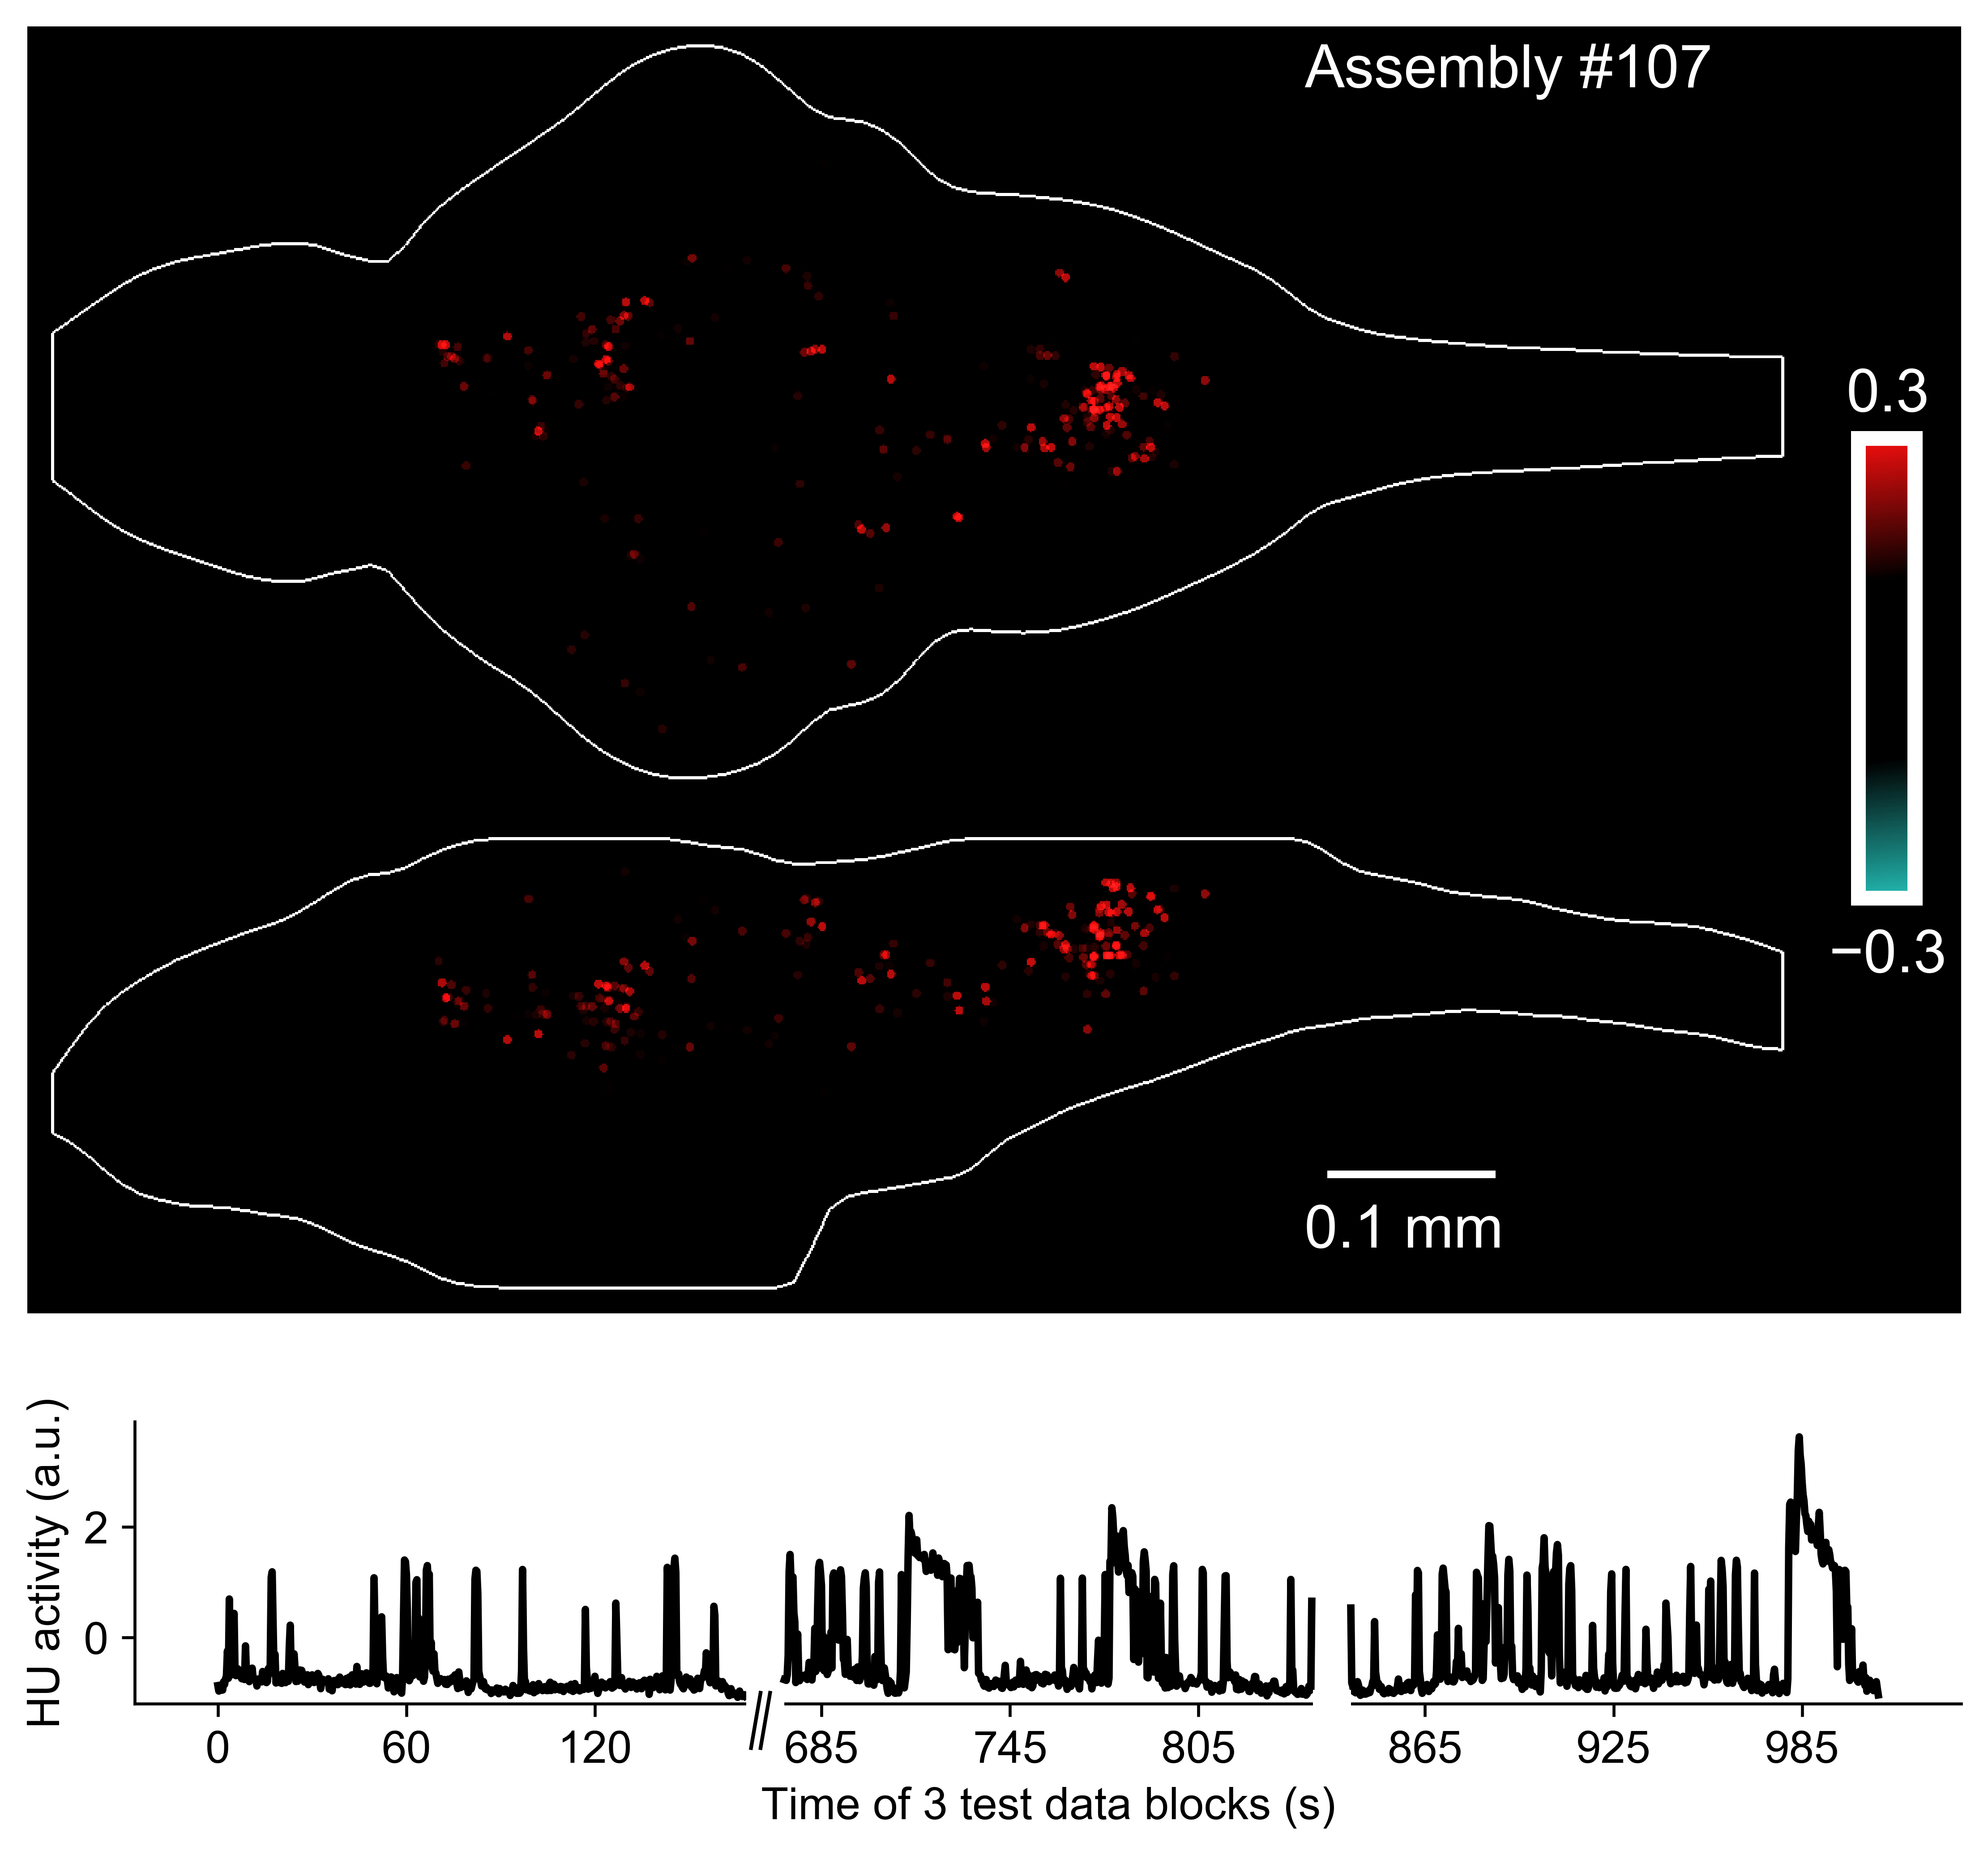 Assembly #107
0.3
−0.3
0.1 mm
HU activity (a.u.)
2
0
0 60 120 685 745 805 865 925 985
Time of 3 test data blocks (s)